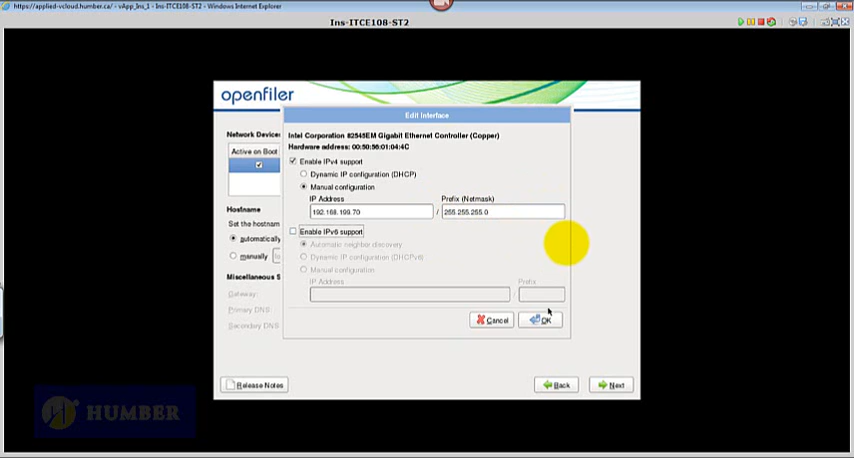 https://applied-vcloud.humber.ca/ - vApp_Ins_1 - Ins-ITCE108-ST2 - Windows Internet Explorer
Ins-ITCE108-ST2
openfiler
Edit Interface
Network Device
Active on Boot
Intel Corporation 82545EM Gigabit Ethernet Controller (Copper)
Hardware address: 00:50:56:01:04:4C
Enable IPv4 support
Dynamic IP configuration (DHCP)
Manual configuration
IP Address Prefix (Netmask)
192.168.199.70 / 255.255.255.0
Hostname
Set the hostnam
automatically
manually
Enable IPv6 support
Automatic neighbor discovery
Dynamic IP configuration (DHCPv6)
Manual configuration
IP Address Prefix
/
Miscellaneous S
Gateway:
Primary DNS:
Secondary DNS
Cancel OK
Release Notes Back Next
HUMBER